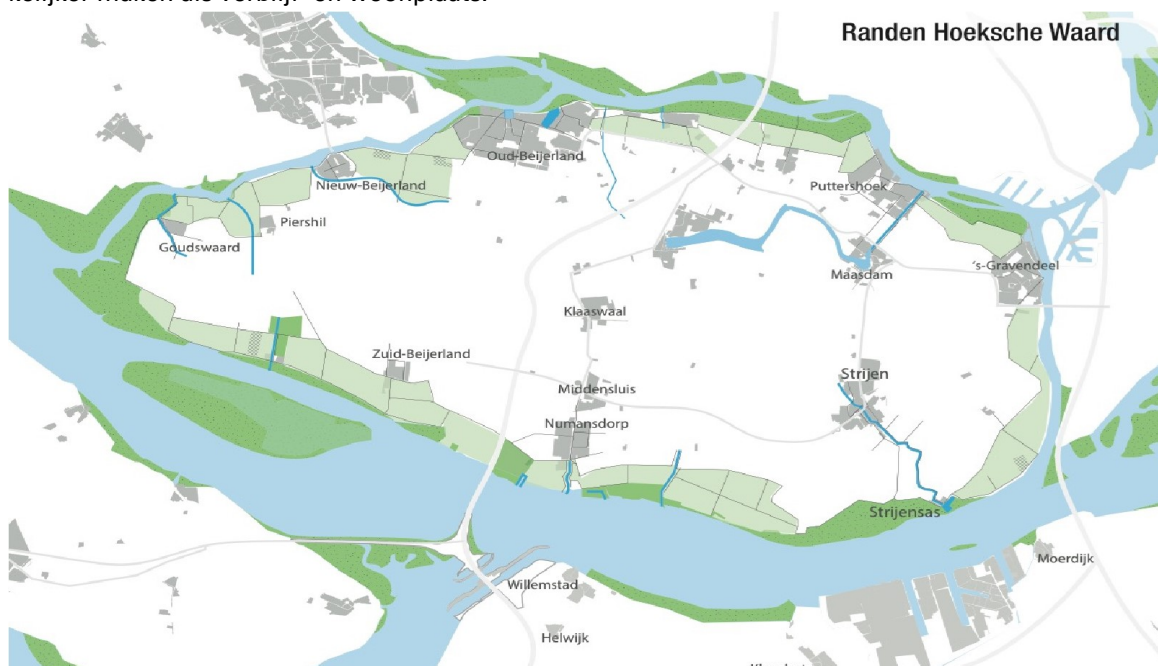 Randen Hoeksche Waard
Oud-Beijerland
Nieuw-Beijerland
Puttershoek
Piershil
Goudswaard
Maasdam
's-Gravendeel
Klaaswaal
Zuid-Beijerland
Strijen
Middensluis
Numansdorp
Strijensas
Moerdijk
Willemstad
Helwijk